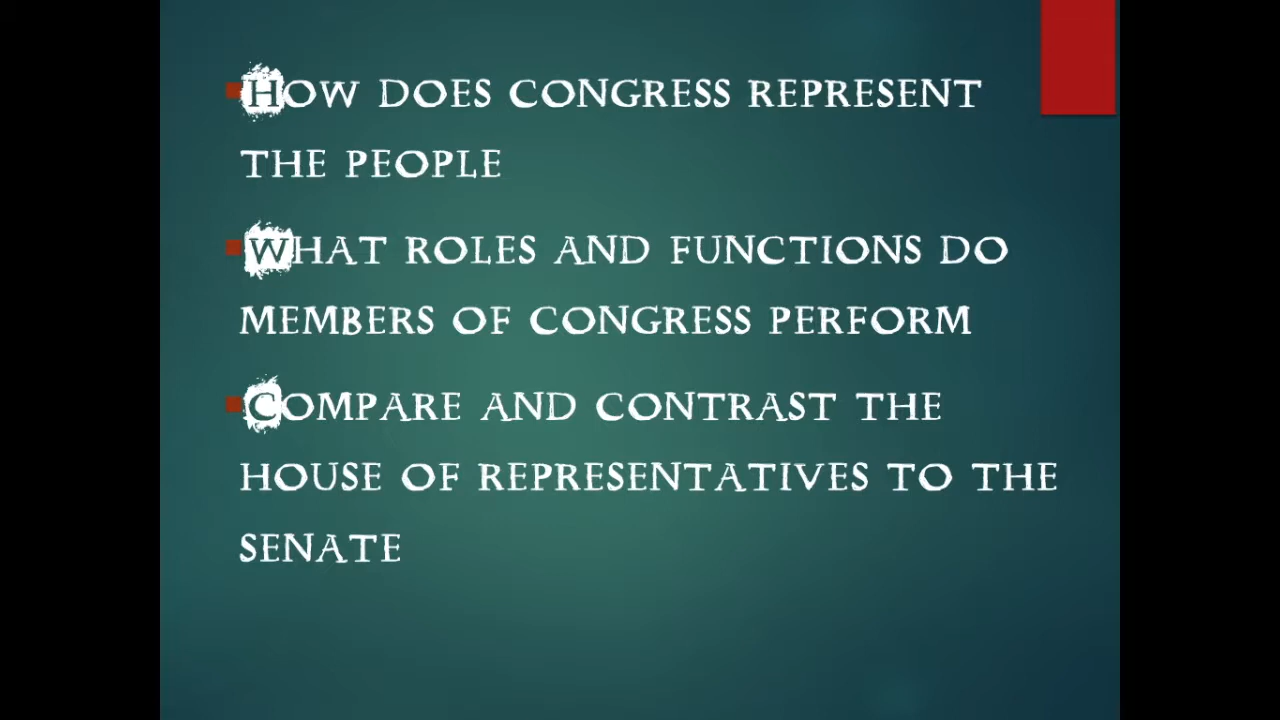 How does Congress represent
the people
What roles and functions do
members of Congress perform
Compare and contrast the
House of Representatives to the
Senate